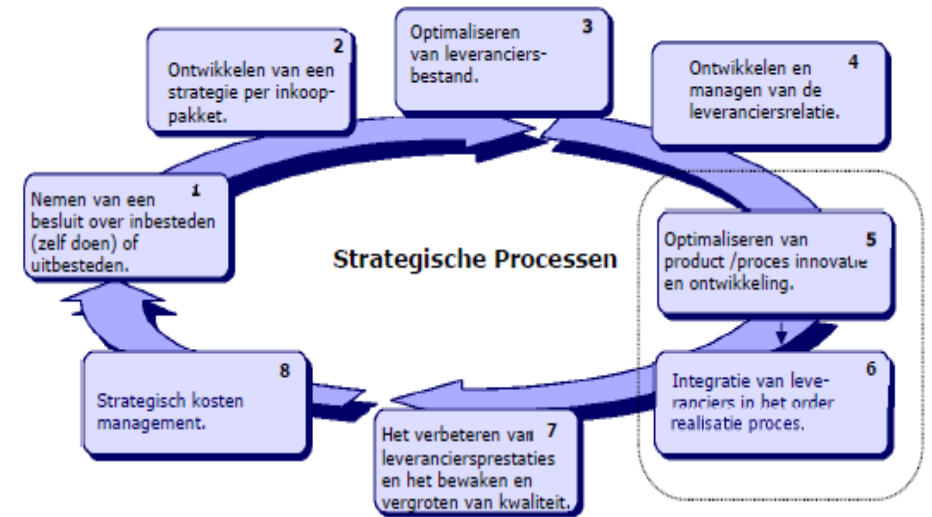 1
Nemen van een
besluit over inbesteden
(zelf doen) of
uitbesteden.
2
Ontwikkelen van een
strategie per inkoop-
pakket.
3
Optimaliseren
van leveranciers-
bestand.
4
Ontwikkelen en
managen van de
leveranciersrelatie.
5
Optimaliseren van
product /proces innovatie
en ontwikkeling.
6
Integratie van leve-
ranciers in het order
realisatie proces.
7
Het verbeteren van
leveranciersprestaties
en het bewaken en
vergroten van kwaliteit.
8
Strategisch kosten
management.
Strategische Processen